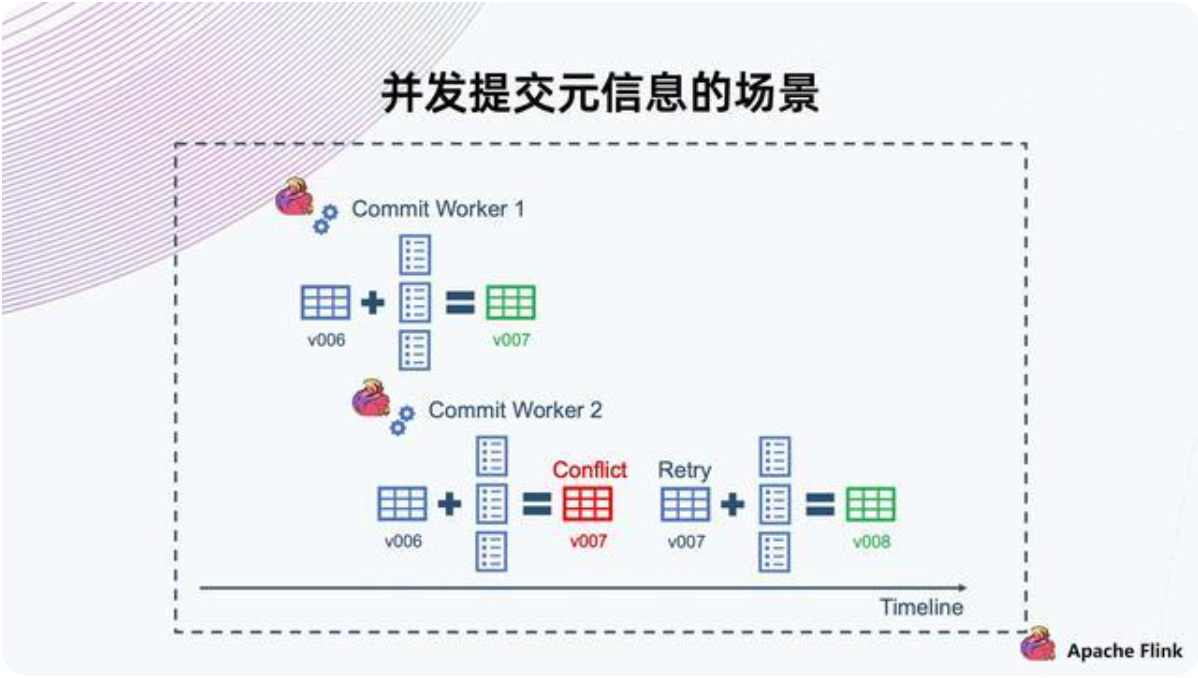 并发提交元信息的场景
Commit Worker 1
v006
v007
Commit Worker 2
Conflict
Retry
v006
v007
v007
v008
Timeline
Apache Flink